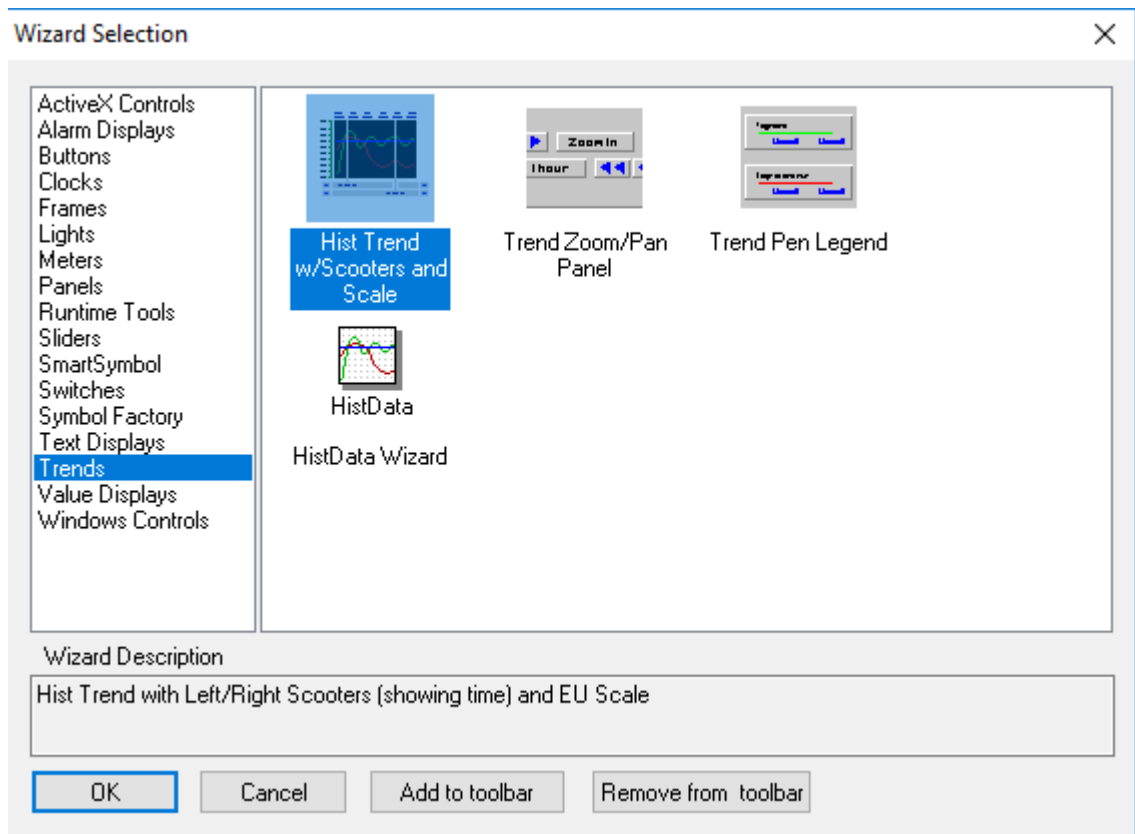 Wizard Selection
ActiveX Controls
Alarm Displays
Buttons
Clocks
Frames
Lights
Meters
Panels
Runtime Tools
Sliders
SmartSymbol
Switches
Symbol Factory
Text Displays
Trends
Value Displays
Windows Controls
Zoom In
1hour
Hist Trend
w/Scooters and
Scale
Trend Zoom/Pan
Panel
Trend Pen Legend
HistData
HistData Wizard
Wizard Description
Hist Trend with Left/Right Scooters (showing time) and EU Scale
OK
Cancel
Add to toolbar
Remove from toolbar